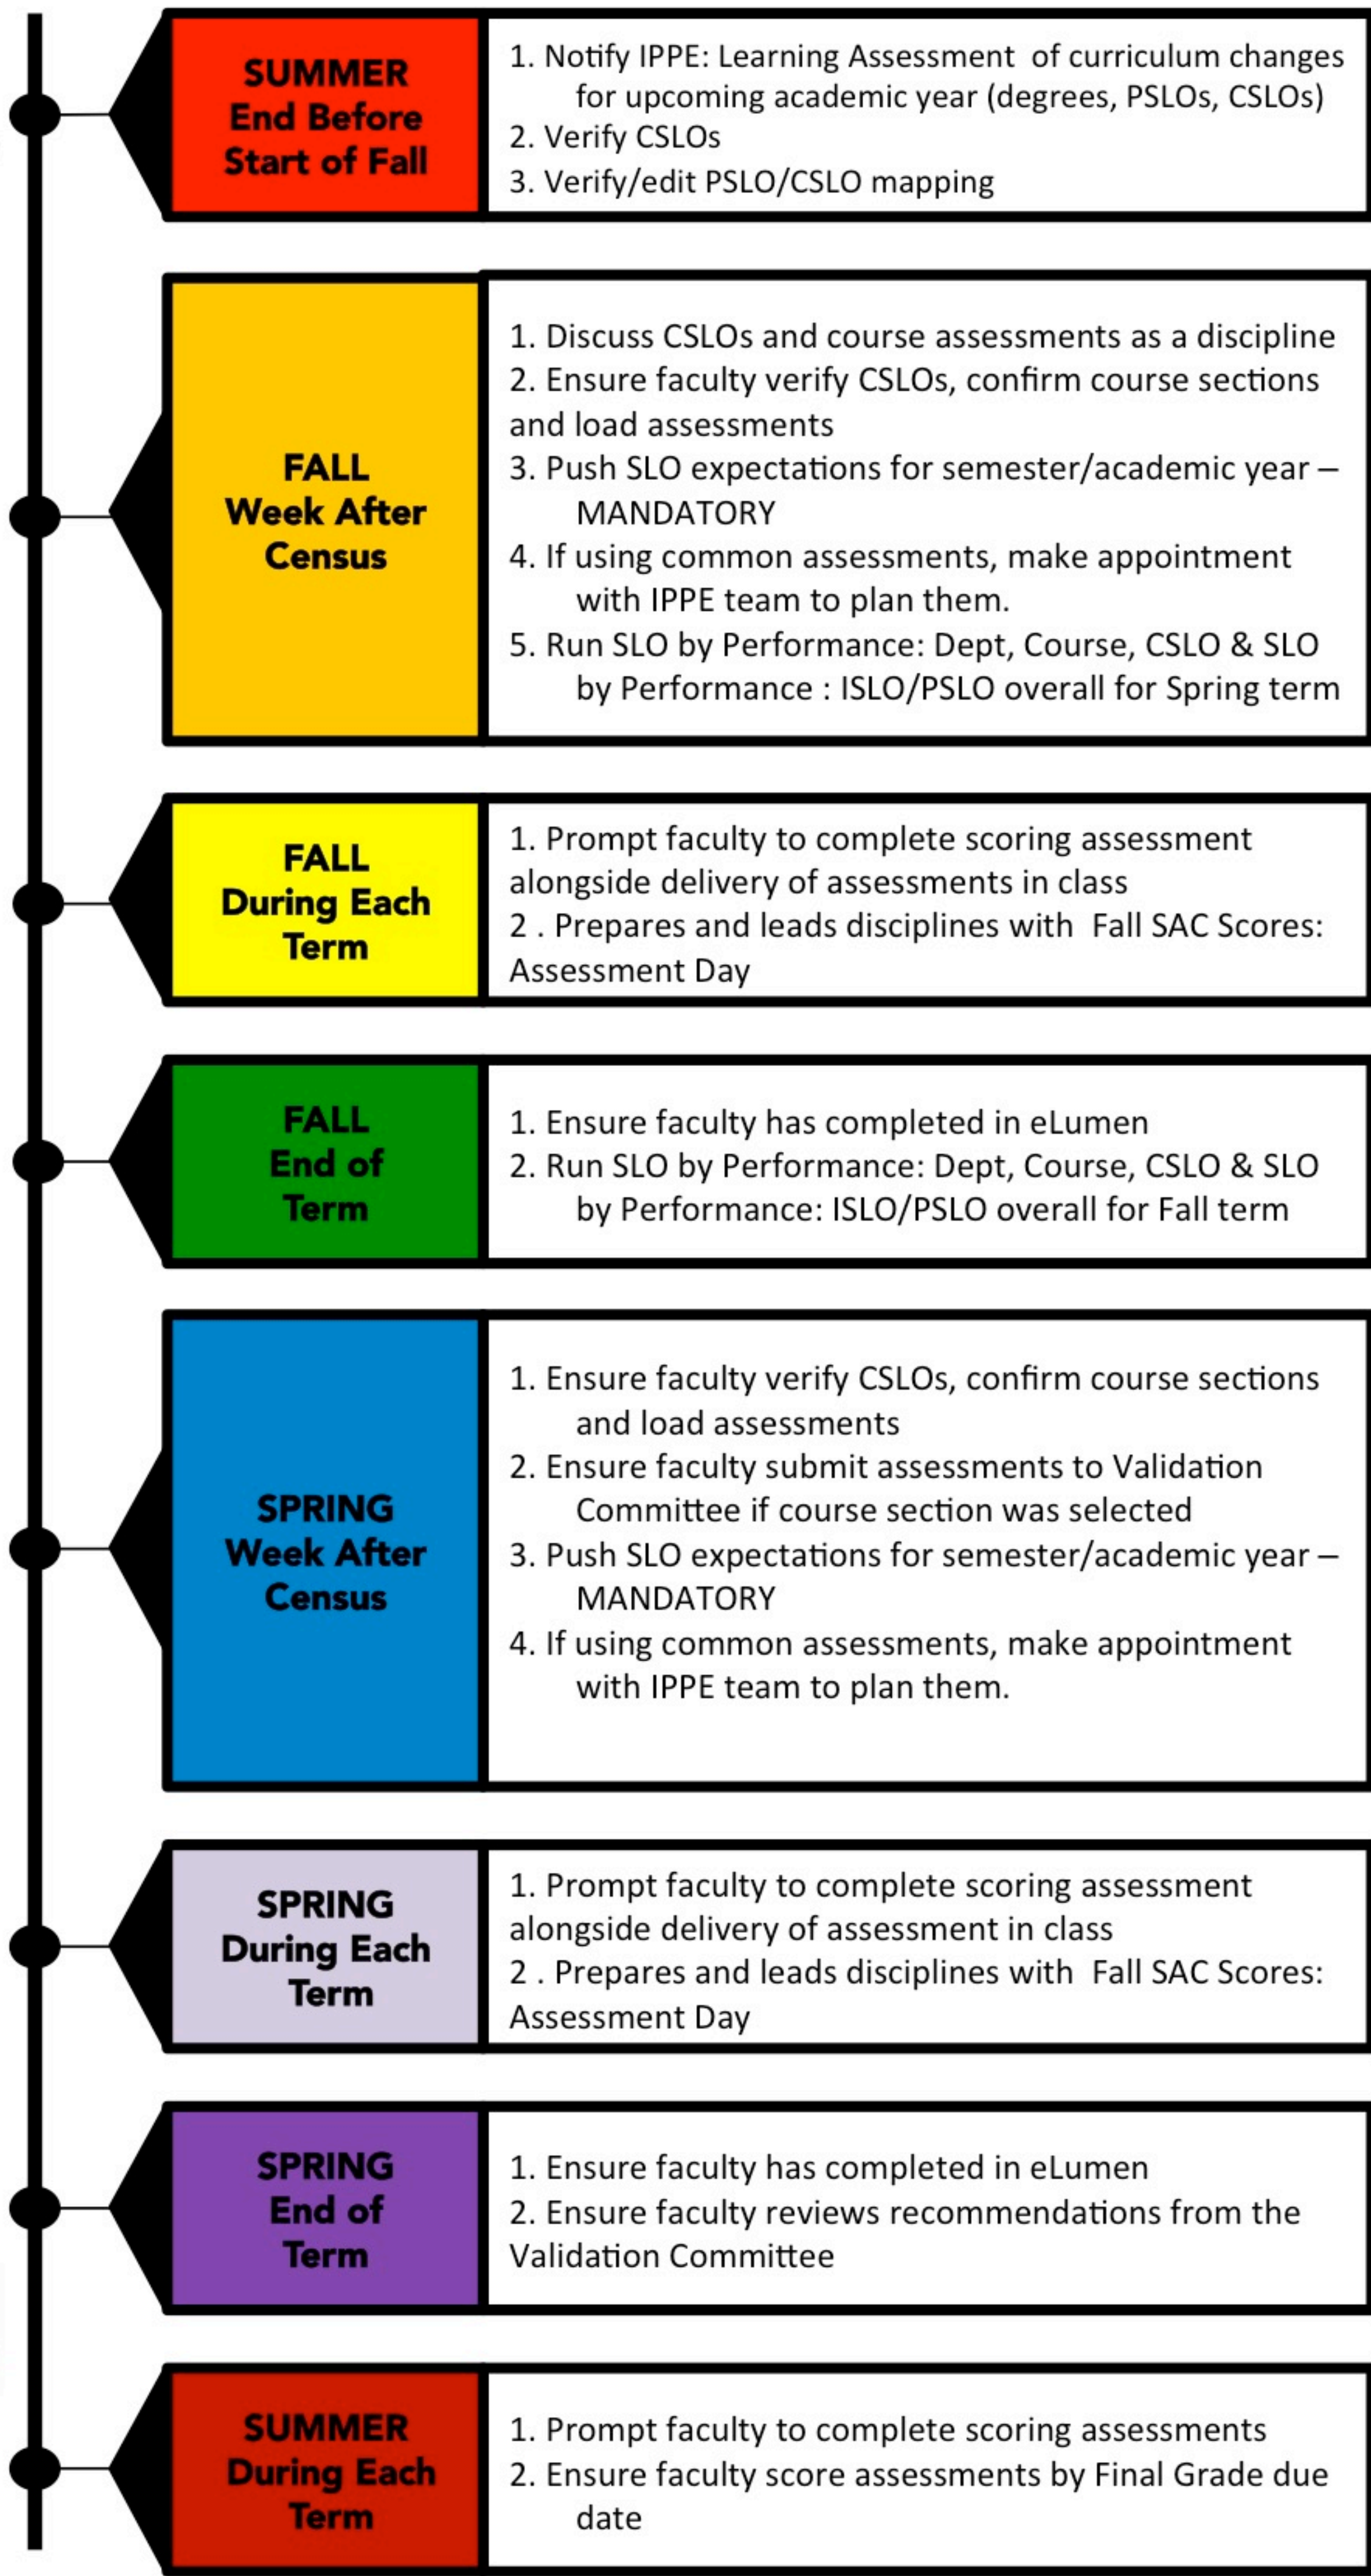 SUMMER
End Before
Start of Fall
1. Notify IPPE: Learning Assessment of curriculum changes
for upcoming academic year (degrees, PSLOs, CSLOs)
2. Verify CSLOs
3. Verify/edit PSLO/CSLO mapping
FALL
Week After
Census
1. Discuss CSLOs and course assessments as a discipline
2. Ensure faculty verify CSLOs, confirm course sections
and load assessments
3. Push SLO expectations for semester/academic year –
MANDATORY
4. If using common assessments, make appointment
with IPPE team to plan them.
5. Run SLO by Performance: Dept, Course, CSLO & SLO
by Performance : ISLO/PSLO overall for Spring term
FALL
During Each
Term
1. Prompt faculty to complete scoring assessment
alongside delivery of assessments in class
2 . Prepares and leads disciplines with Fall SAC Scores:
Assessment Day
FALL
End of
Term
1. Ensure faculty has completed in eLumen
2. Run SLO by Performance: Dept, Course, CSLO & SLO
by Performance: ISLO/PSLO overall for Fall term
SPRING
Week After
Census
1. Ensure faculty verify CSLOs, confirm course sections
and load assessments
2. Ensure faculty submit assessments to Validation
Committee if course section was selected
3. Push SLO expectations for semester/academic year –
MANDATORY
4. If using common assessments, make appointment
with IPPE team to plan them.
SPRING
During Each
Term
1. Prompt faculty to complete scoring assessment
alongside delivery of assessment in class
2 . Prepares and leads disciplines with Fall SAC Scores:
Assessment Day
SPRING
End of
Term
1. Ensure faculty has completed in eLumen
2. Ensure faculty reviews recommendations from the
Validation Committee
SUMMER
During Each
Term
1. Prompt faculty to complete scoring assessments
2. Ensure faculty score assessments by Final Grade due
date